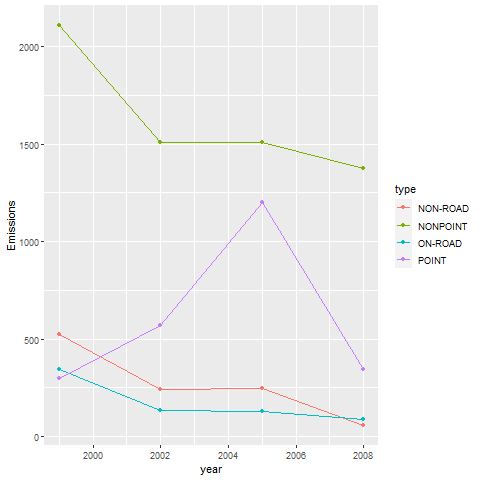 2000
1500
1000
500
0
Emissions
2000
2002
2004
2006
2008
year
type
NON-ROAD
NONPOINT
ON-ROAD
POINT